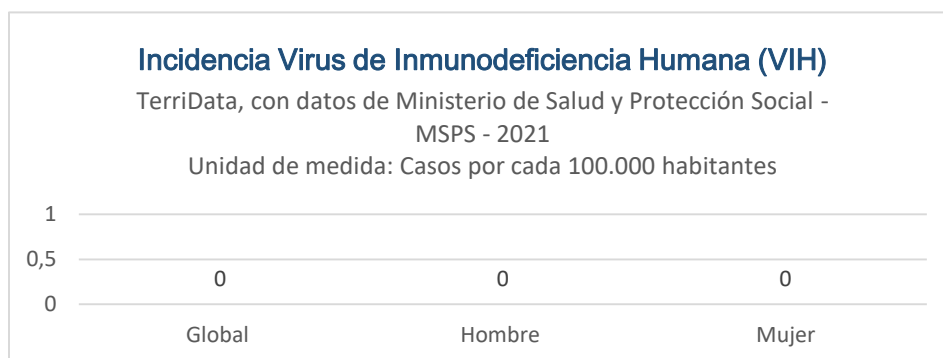 Incidencia Virus de Inmunodeficiencia Humana (VIH)
TerriData, con datos de Ministerio de Salud y Protección Social -
MSPS - 2021
Unidad de medida: Casos por cada 100.000 habitantes
1
0,5
0
0 0 0
Global Hombre Mujer